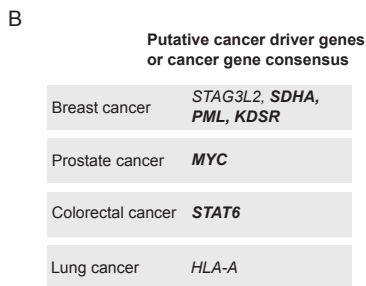 B
Putative cancer driver genes
or cancer gene consensus
Breast cancer STAG3L2, SDHA,
PML, KDSR
Prostate cancer MYC
Colorectal cancer STAT6
Lung cancer HLA-A